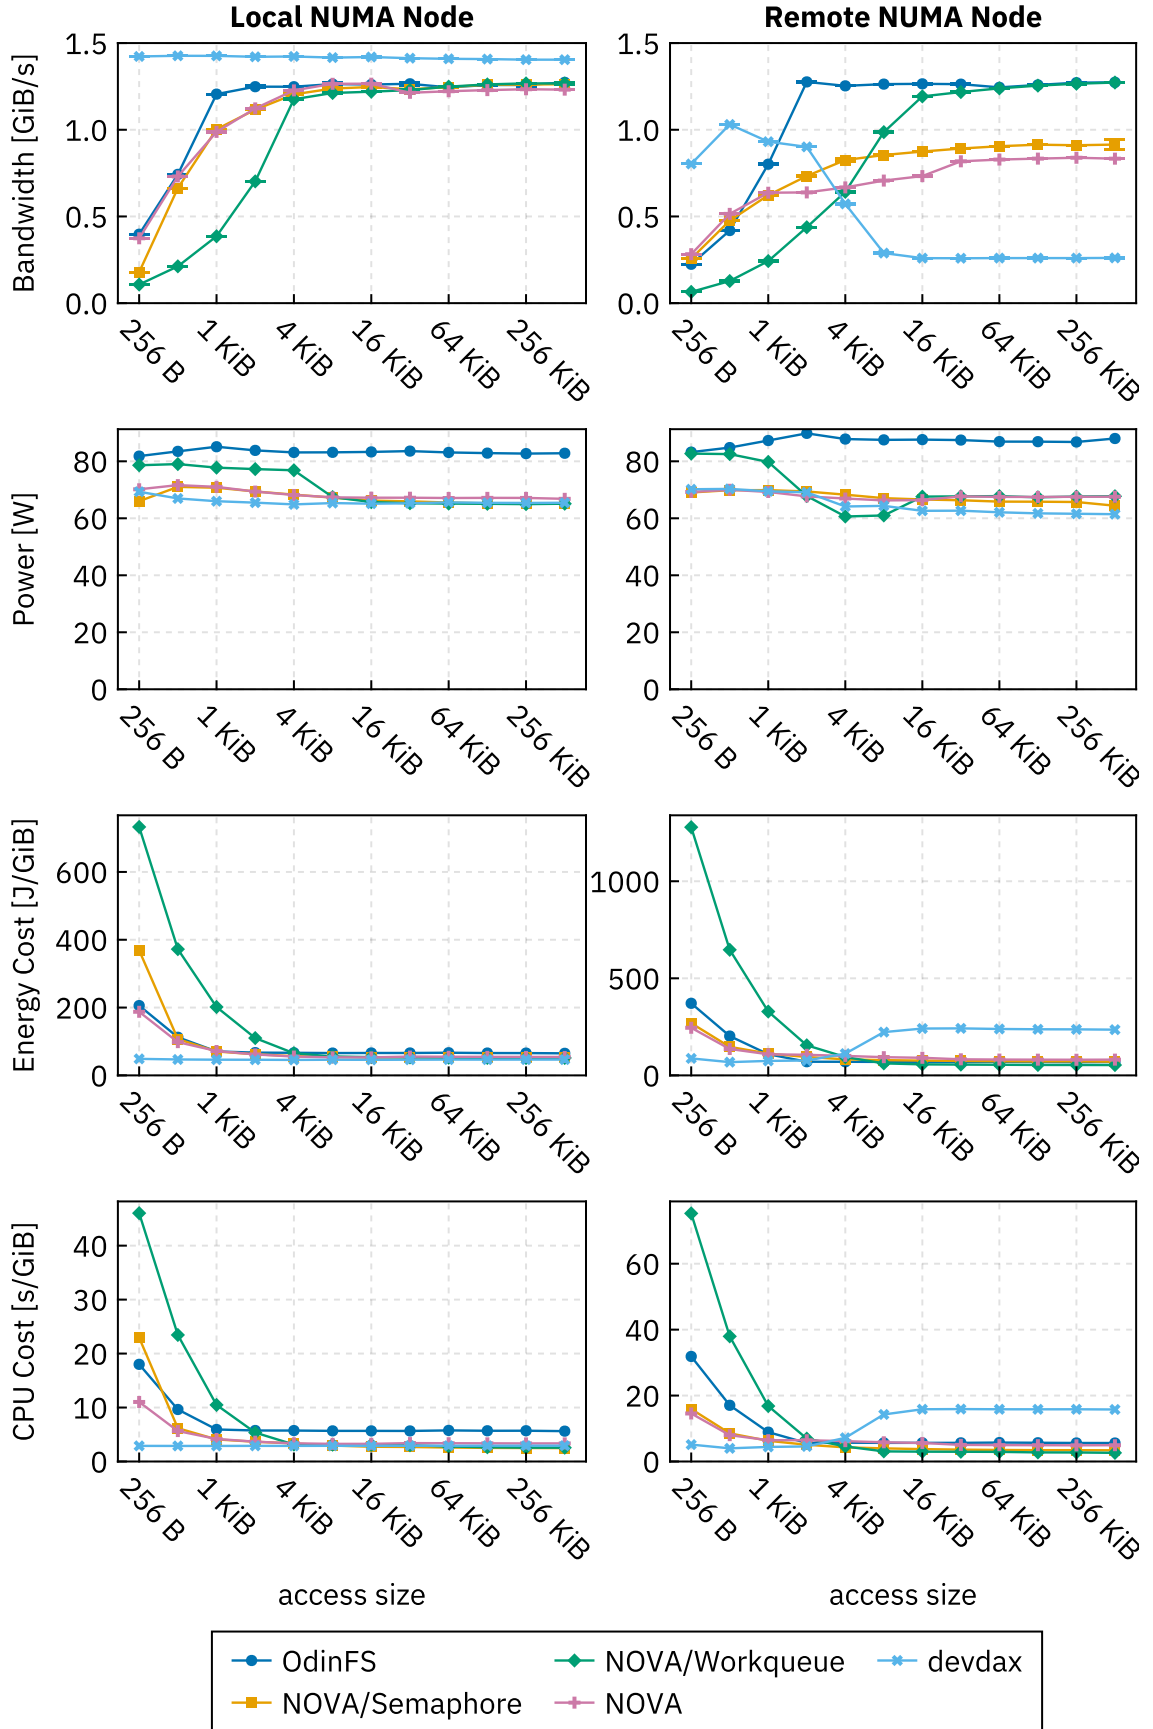 Local NUMA Node
Remote NUMA Node
Bandwidth [GiB/s]
1.5
1.0
0.5
0.0
256 B
1 KiB
4 KiB
16 KiB
64 KiB
256 KiB
1.5
1.0
0.5
0.0
256 B
1 KiB
4 KiB
16 KiB
64 KiB
256 KiB
Power [W]
80
60
40
20
0
256 B
1 KiB
4 KiB
16 KiB
64 KiB
256 KiB
80
60
40
20
0
256 B
1 KiB
4 KiB
16 KiB
64 KiB
256 KiB
Energy Cost [J/GiB]
600
400
200
0
256 B
1 KiB
4 KiB
16 KiB
64 KiB
256 KiB
1000
500
0
256 B
1 KiB
4 KiB
16 KiB
64 KiB
256 KiB
CPU Cost [s/GiB]
40
30
20
10
0
256 B
1 KiB
4 KiB
16 KiB
64 KiB
256 KiB
60
40
20
0
256 B
1 KiB
4 KiB
16 KiB
64 KiB
256 KiB
access size
access size
OdinFS
NOVA/Workqueue
devdax
NOVA/Semaphore
NOVA